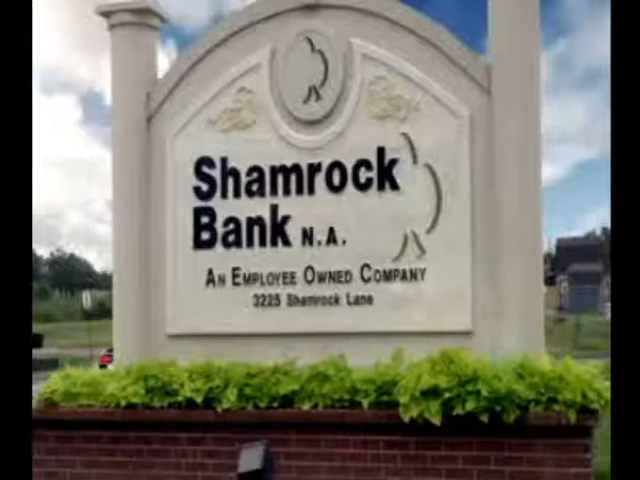 Shamrock
Bank N.A.
AN EMPLOYEE OWNED COMPANY
3225 Shamrock Lane